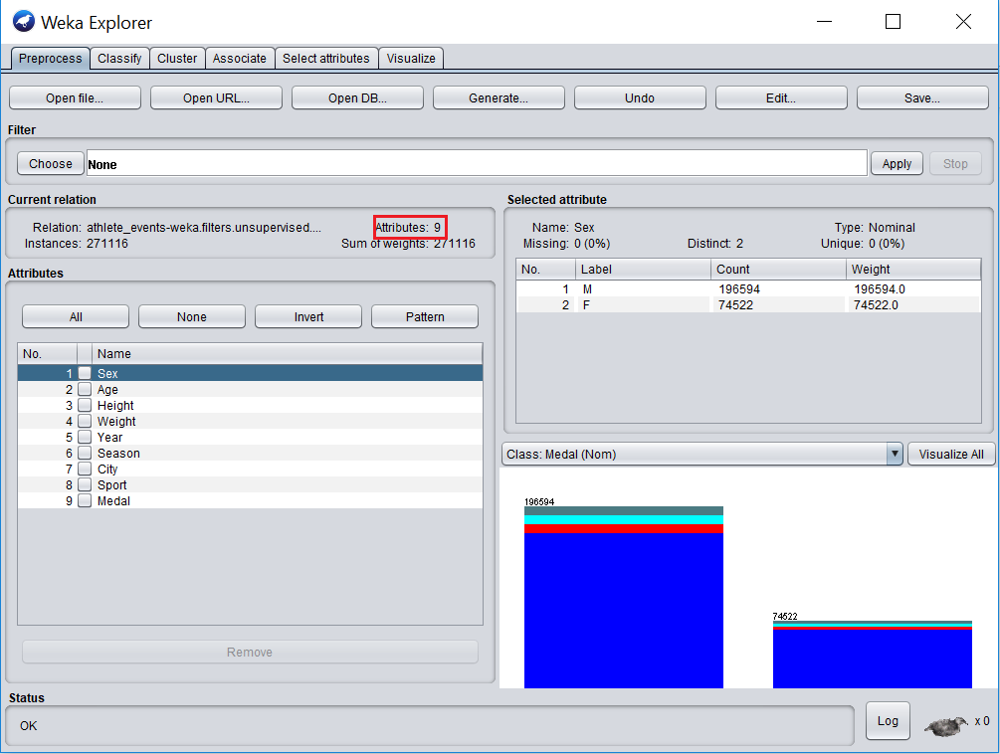 Weka Explorer
Preprocess Classify Cluster Associate Select attributes Visualize
Open file... Open URL... Open DB... Generate... Undo Edit... Save...
Filter
Choose None Apply Stop
Current relation
Relation: athlete_events-weka.filters.unsupervised.... Attributes: 9
Instances: 271116 Sum of weights: 271116
Attributes
All None Invert Pattern
No. Name
1 Sex
2 Age
3 Height
4 Weight
5 Year
6 Season
7 City
8 Sport
9 Medal
Remove
Selected attribute
Name: Sex Type: Nominal
Missing: 0 (0%) Distinct: 2 Unique: 0 (0%)
No. Label Count Weight
1 M 196594 196594.0
2 F 74522 74522.0
Class: Medal (Nom) Visualize All
196594
74522
Status
OK Log x 0